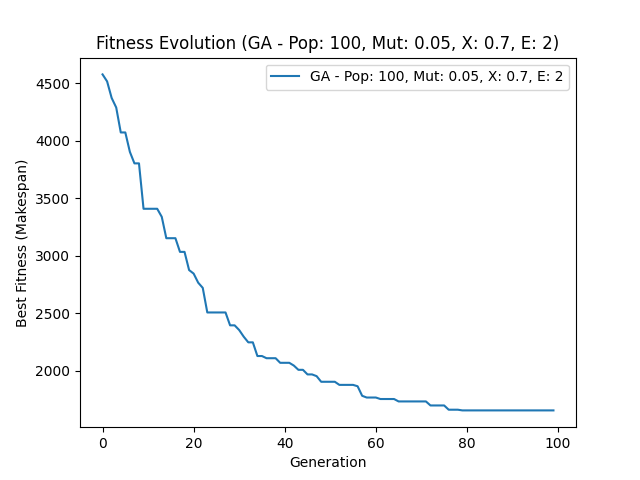 Fitness Evolution (GA - Pop: 100, Mut: 0.05, X: 0.7, E: 2)
GA - Pop: 100, Mut: 0.05, X: 0.7, E: 2
Best Fitness (Makespan)
4500
4000
3500
3000
2500
2000
0 20 40 60 80 100
Generation